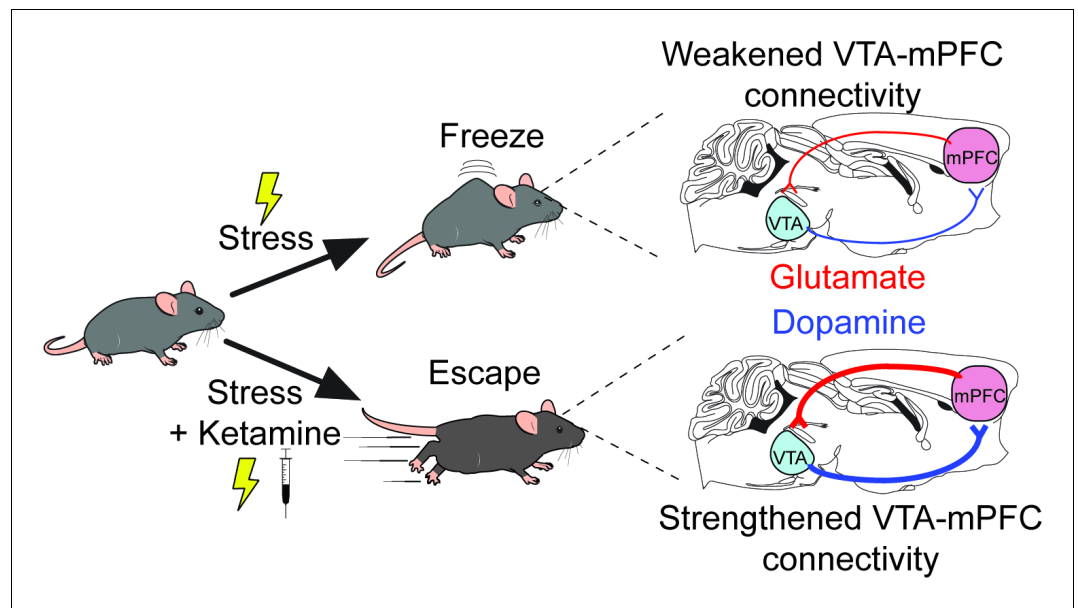 Weakened VTA-mPFC
connectivity
Freeze
mPFC
VTA
Stress
Glutamate
Dopamine
Escape
Stress
+ Ketamine
mPFC
VTA
Strengthened VTA-mPFC
connectivity